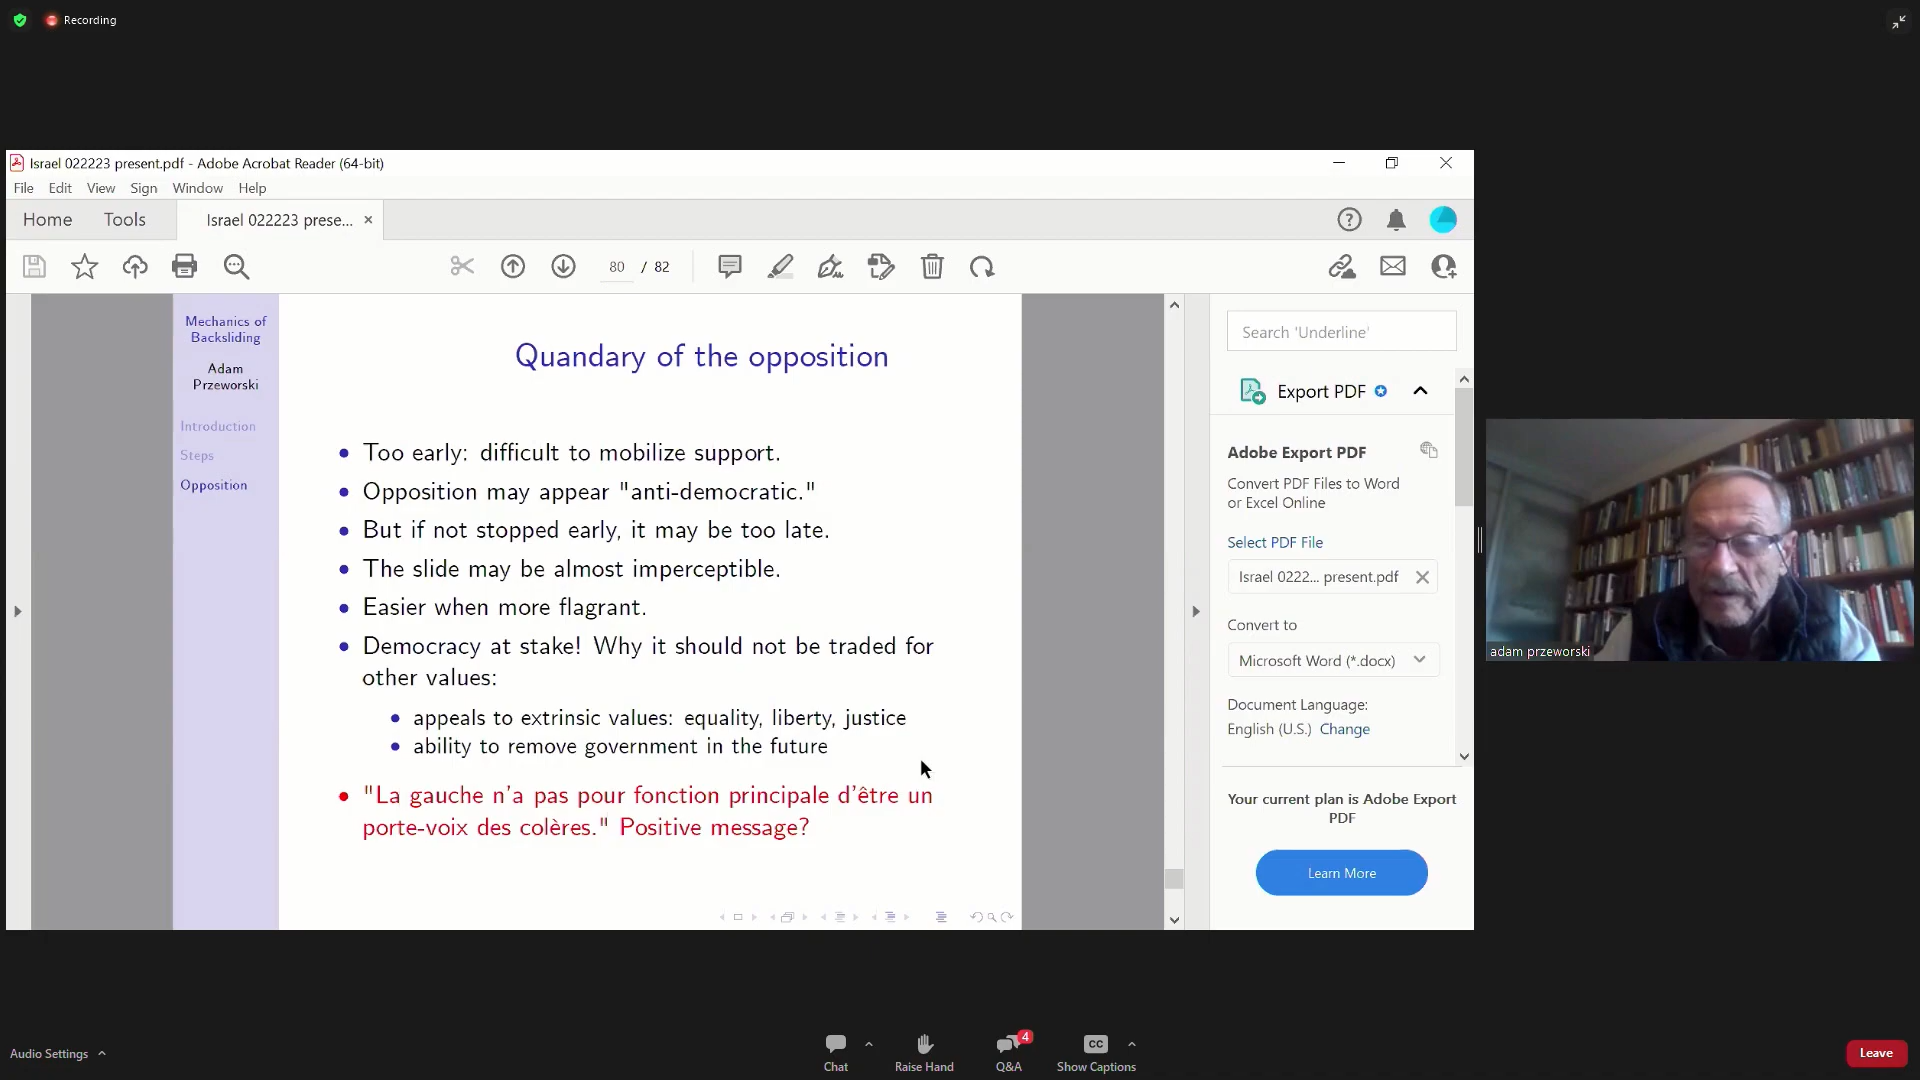 Recording
Israel 022223 present.pdf - Adobe Acrobat Reader (64-bit)
File Edit View Sign Window Help
Home Tools Israel 022223 prese... ×
80 / 82
Mechanics of
Backsliding
Adam
Przeworski
Introduction
Steps
Opposition
Quandary of the opposition
• Too early: difficult to mobilize support.
• Opposition may appear "anti-democratic."
• But if not stopped early, it may be too late.
• The slide may be almost imperceptible.
• Easier when more flagrant.
• Democracy at stake! Why it should not be traded for
other values:
• appeals to extrinsic values: equality, liberty, justice
• ability to remove government in the future
• "La gauche n'a pas pour fonction principale d'être un
porte-voix des colères." Positive message?
Search 'Underline'
Export PDF
Adobe Export PDF
Convert PDF Files to Word
or Excel Online
Select PDF File
Israel 0222... present.pdf
Convert to
Microsoft Word (*.docx)
Document Language:
English (U.S.) Change
Your current plan is Adobe Export
PDF
Learn More
adam przeworski
Audio Settings
Chat
Raise Hand
4
Q&A
CC
Show Captions
Leave